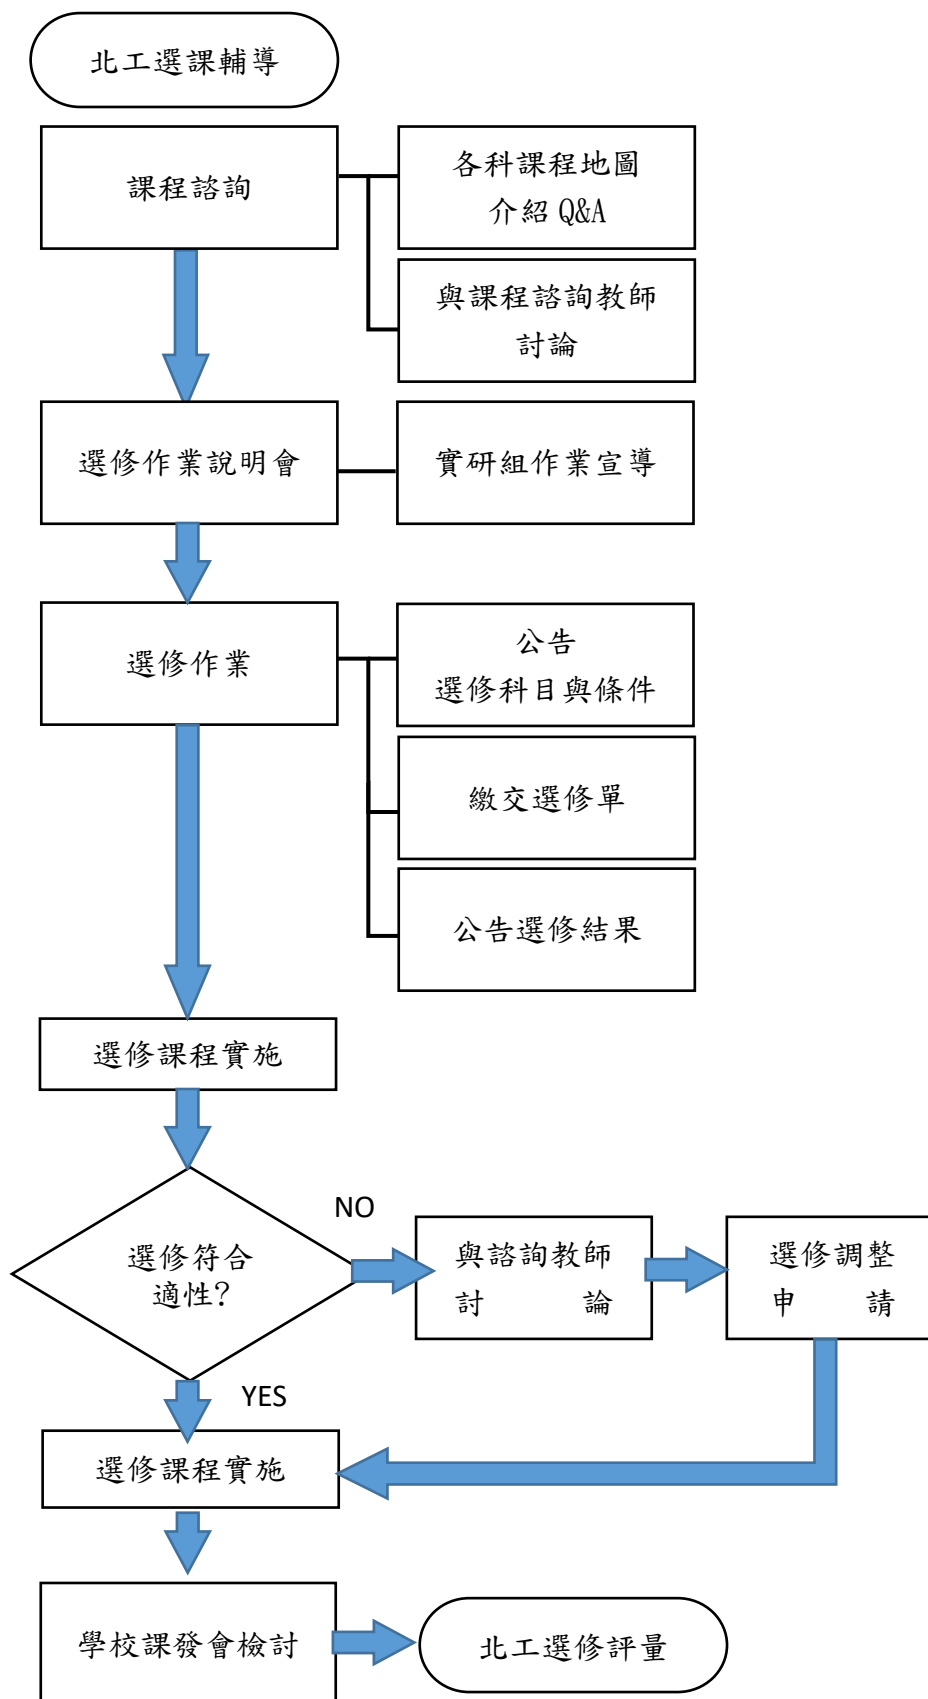 北工選課輔導
課程諮詢
各科課程地圖
介紹 Q&A
與課程諮詢教師
討論
選修作業說明會
實研組作業宣導
選修作業
公告
選修科目與條件
繳交選修單
公告選修結果
選修課程實施
選修符合
適性?
NO
與諮詢教師
討論
選修調整
申請
YES
選修課程實施
學校課發會檢討
北工選修評量